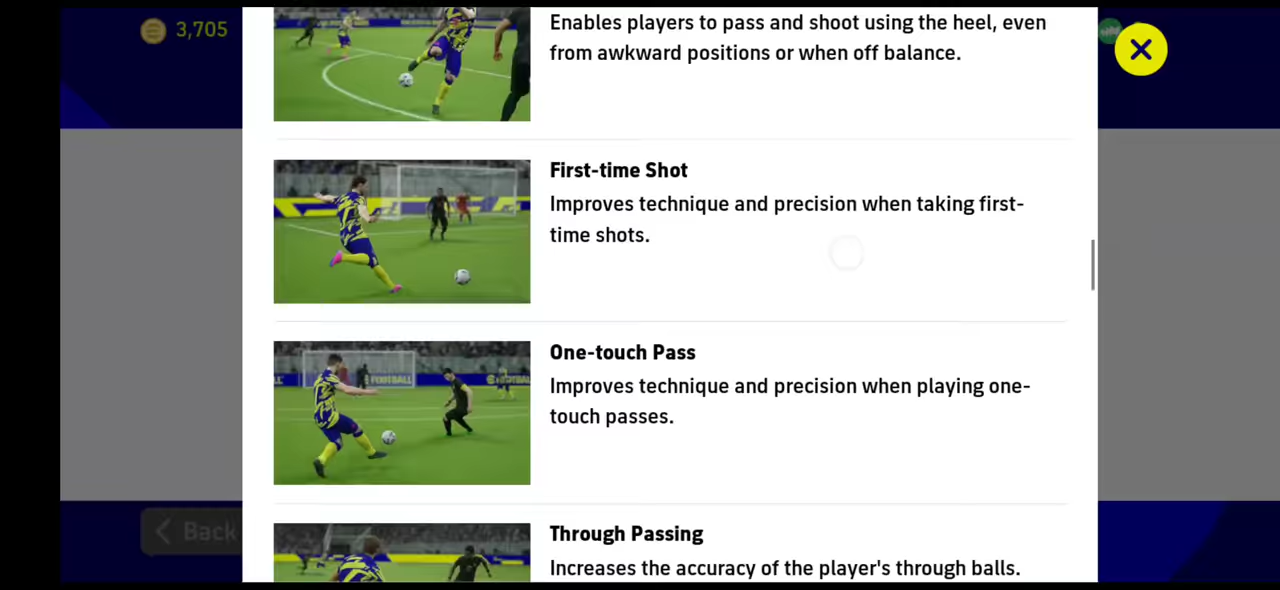 3,705
Enables players to pass and shoot using the heel, even
from awkward positions or when off balance.
First-time Shot
Improves technique and precision when taking first-
time shots.
One-touch Pass
Improves technique and precision when playing one-
touch passes.
FOOTBALL
Through Passing
Increases the accuracy of the player's through balls.
Back